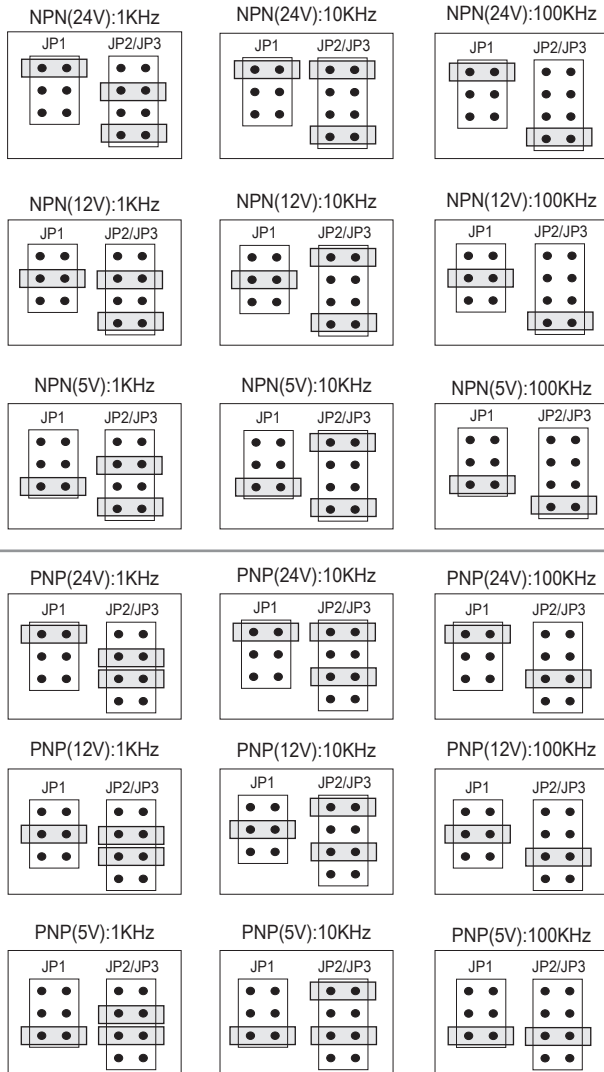 NPN(24V):1KHz NPN(24V):10KHz NPN(24V):100KHz
JP1 JP2/JP3 JP1 JP2/JP3 JP1 JP2/JP3
NPN(12V):1KHz NPN(12V):10KHz NPN(12V):100KHz
JP1 JP2/JP3 JP1 JP2/JP3 JP1 JP2/JP3
NPN(5V):1KHz NPN(5V):10KHz NPN(5V):100KHz
JP1 JP2/JP3 JP1 JP2/JP3 JP1 JP2/JP3
PNP(24V):1KHz PNP(24V):10KHz PNP(24V):100KHz
JP1 JP2/JP3 JP1 JP2/JP3 JP1 JP2/JP3
PNP(12V):1KHz PNP(12V):10KHz PNP(12V):100KHz
JP1 JP2/JP3 JP1 JP2/JP3 JP1 JP2/JP3
PNP(5V):1KHz PNP(5V):10KHz PNP(5V):100KHz
JP1 JP2/JP3 JP1 JP2/JP3 JP1 JP2/JP3